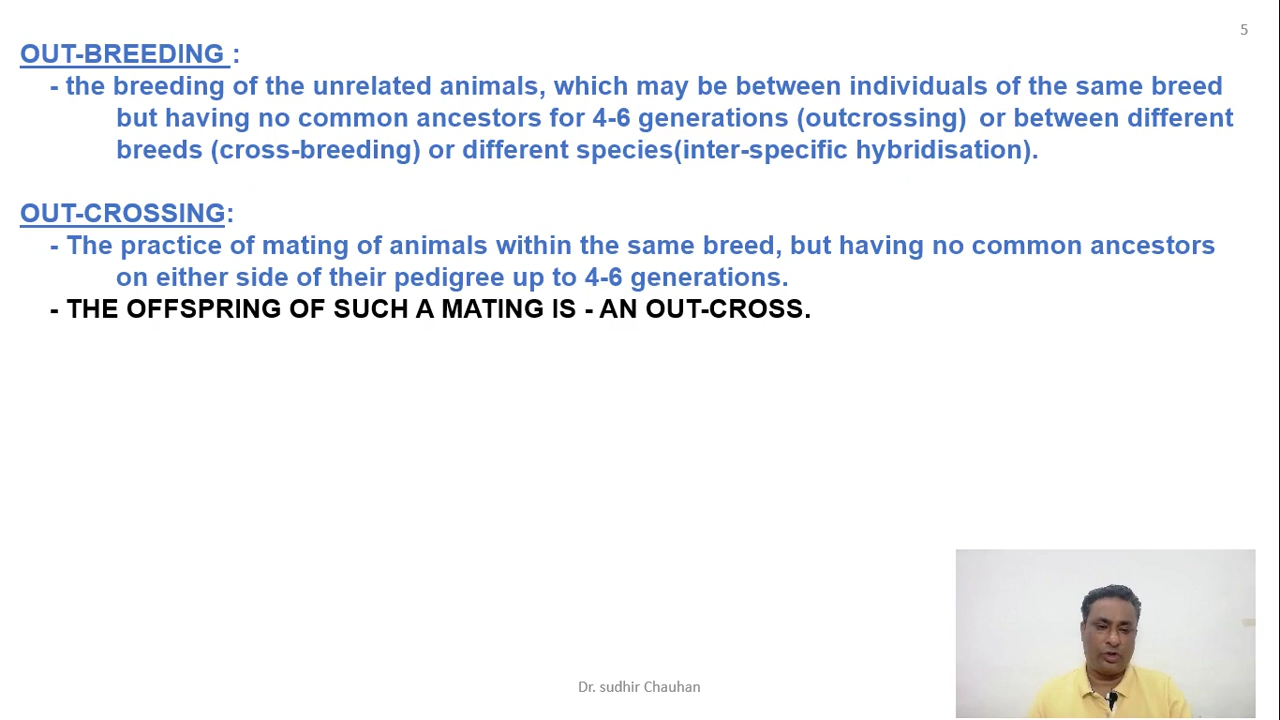 5
OUT-BREEDING :
- the breeding of the unrelated animals, which may be between individuals of the same breed
but having no common ancestors for 4-6 generations (outcrossing) or between different
breeds (cross-breeding) or different species(inter-specific hybridisation).
OUT-CROSSING:
- The practice of mating of animals within the same breed, but having no common ancestors
on either side of their pedigree up to 4-6 generations.
- THE OFFSPRING OF SUCH A MATING IS - AN OUT-CROSS.
Dr. sudhir Chauhan